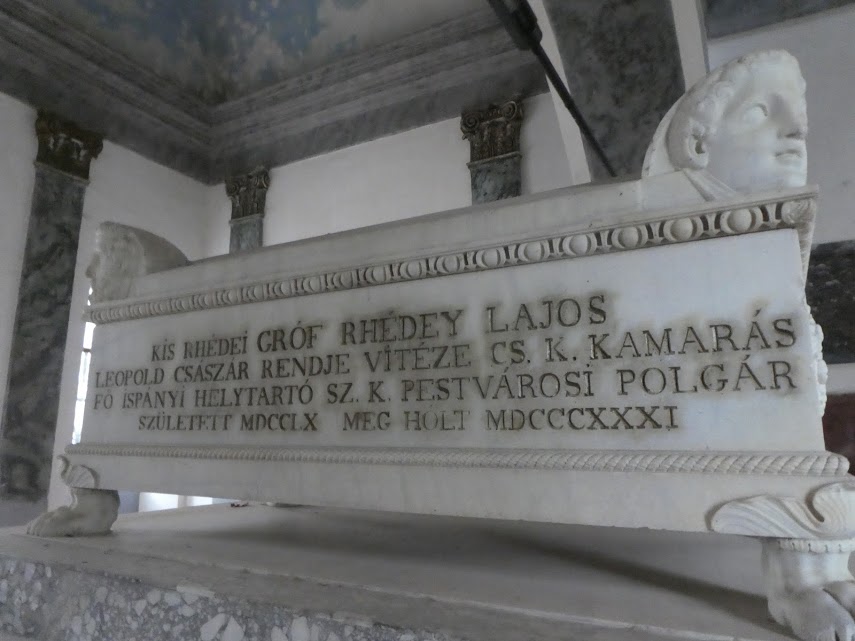 KIS RHÉDEI GRÓF RHÉDEY LAJOS
LEOPOLD CSÁSZÁR RENDJE VITÉZE CS. K. KAMARÁS
FŐ ISPÁNYI HELYTARTÓ SZ. K. PESTVÁROSI POLGÁR
SZÜLETETT MDCCLX MEG HOLT MDCCCXXXI